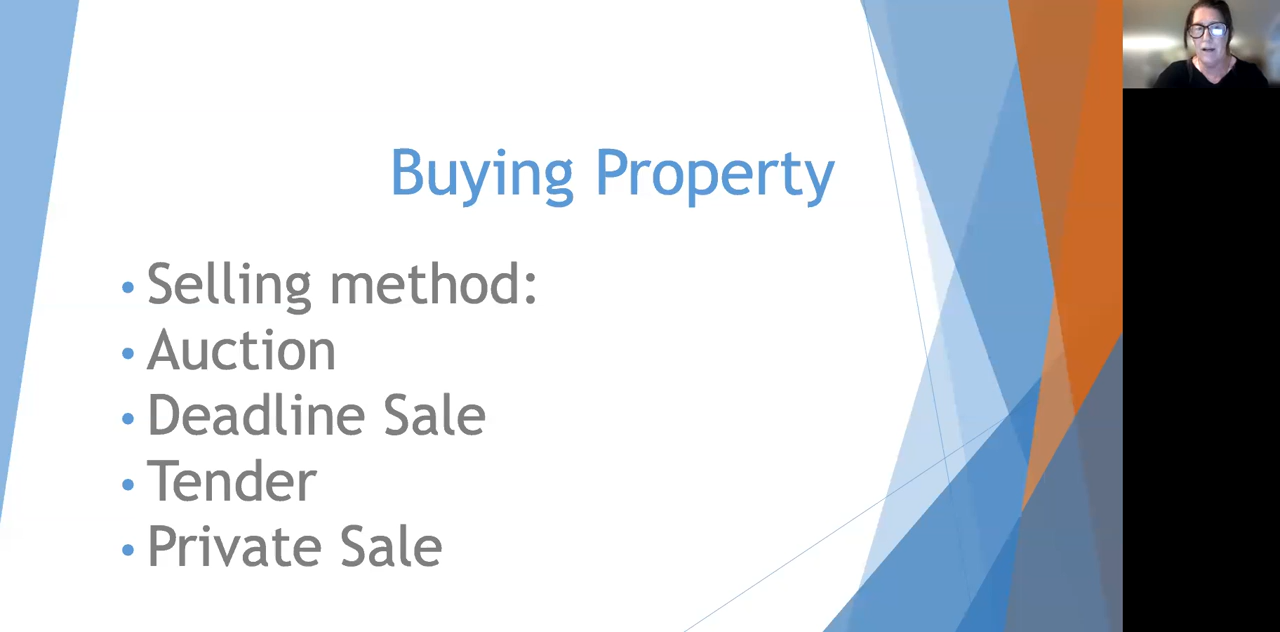 Buying Property
• Selling method:
• Auction
• Deadline Sale
• Tender
• Private Sale